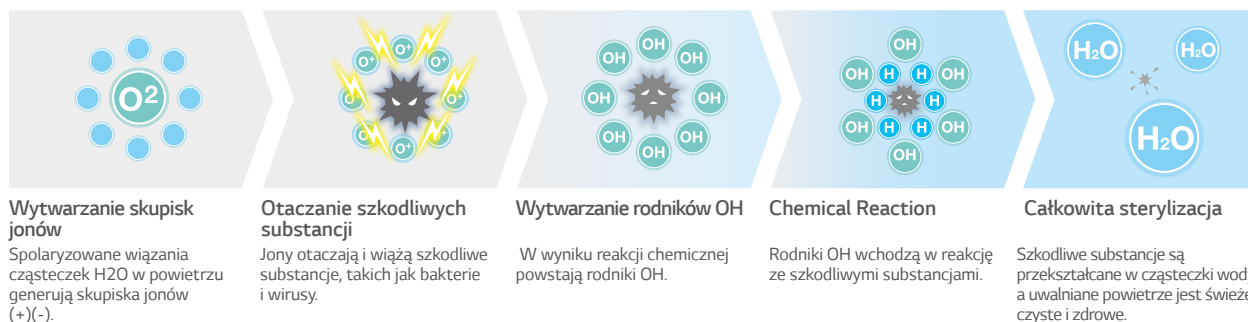 O2
O+ O+ O+
O+ O+
O+ O+ O+
OH
OH OH
OH OH
OH OH
OH
OH
OH H H OH
H H
OH H H OH
OH
H2O H2O
H2O
Wytwarzanie skupisk
jonów
Spolaryzowane wiązania
cząsteczek H2O w powietrzu
generują skupiska jonów
(+)(-).
Otaczanie szkodliwych
substancji
Jony otaczają i wiążą szkodliwe
substancje, takich jak bakterie
i wirusy.
Wytwarzanie rodników OH
W wyniku reakcji chemicznej
powstają rodniki OH.
Chemical Reaction
Rodniki OH wchodzą w reakcję
ze szkodliwymi substancjami.
Całkowita sterylizacja
Szkodliwe substancje są
przekształcane w cząsteczki wody
a uwalniane powietrze jest świeże
czyste i zdrowe.